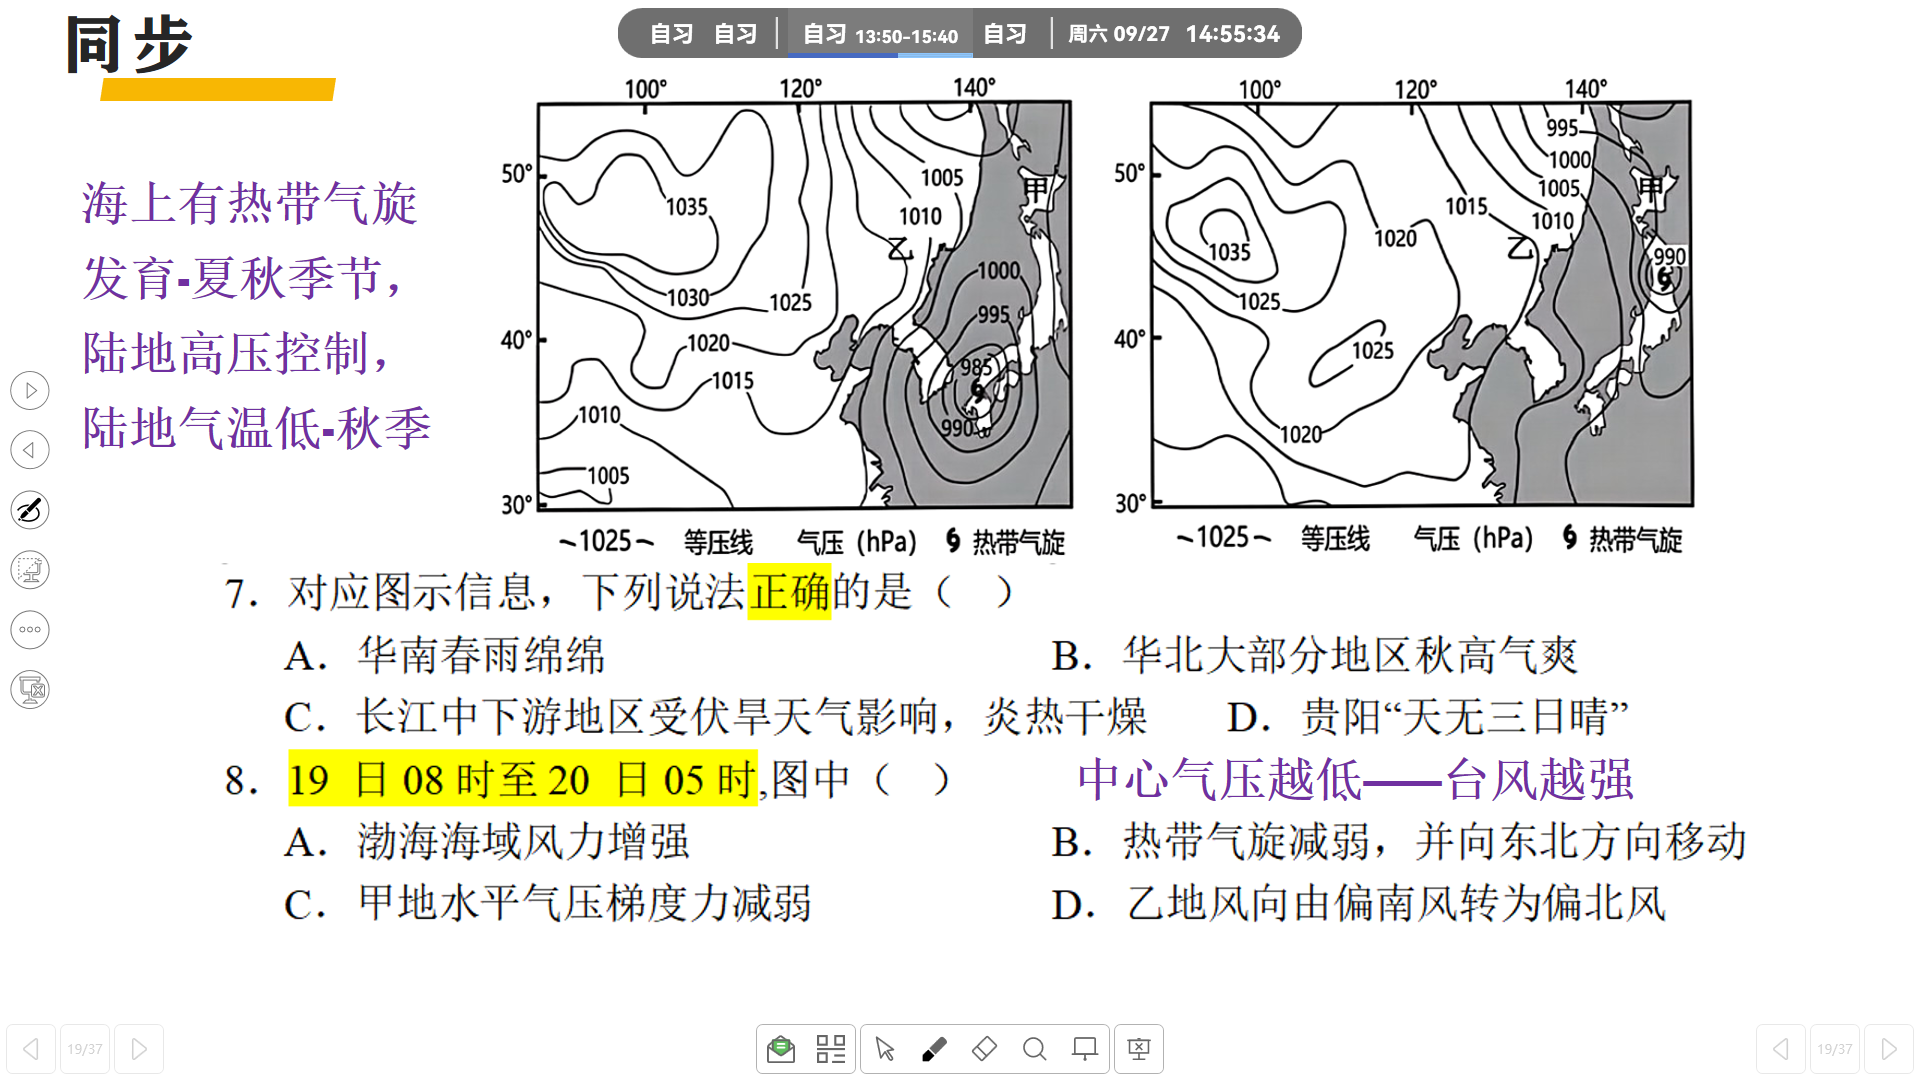 同步
自习 自习 自习 13:50-15:40 自习 周六 09/27 14:55:34
海上有热带气旋
发育-夏秋季节，
陆地高压控制，
陆地气温低-秋季
100° 120° 140°
50°
40°
30°
1035
1030
1025
1020
1015
1010
1005
1005
1010
1000
995
985
990
甲
乙
~1025~ 等压线 气压（hPa） 热带气旋
100° 120° 140°
50°
40°
30°
995
1000
1005
1010
1015
1020
1035
1025
1025
1020
990
甲
乙
~1025~ 等压线 气压（hPa） 热带气旋
7．对应图示信息，下列说法正确的是（ ）
A．华南春雨绵绵 B．华北大部分地区秋高气爽
C．长江中下游地区受伏旱天气影响，炎热干燥 D．贵阳“天无三日晴”
8．19 日 08 时至 20 日 05 时,图中（ ） 中心气压越低——台风越强
A．渤海海域风力增强 B．热带气旋减弱，并向东北方向移动
C．甲地水平气压梯度力减弱 D．乙地风向由偏南风转为偏北风
19/37
19/37